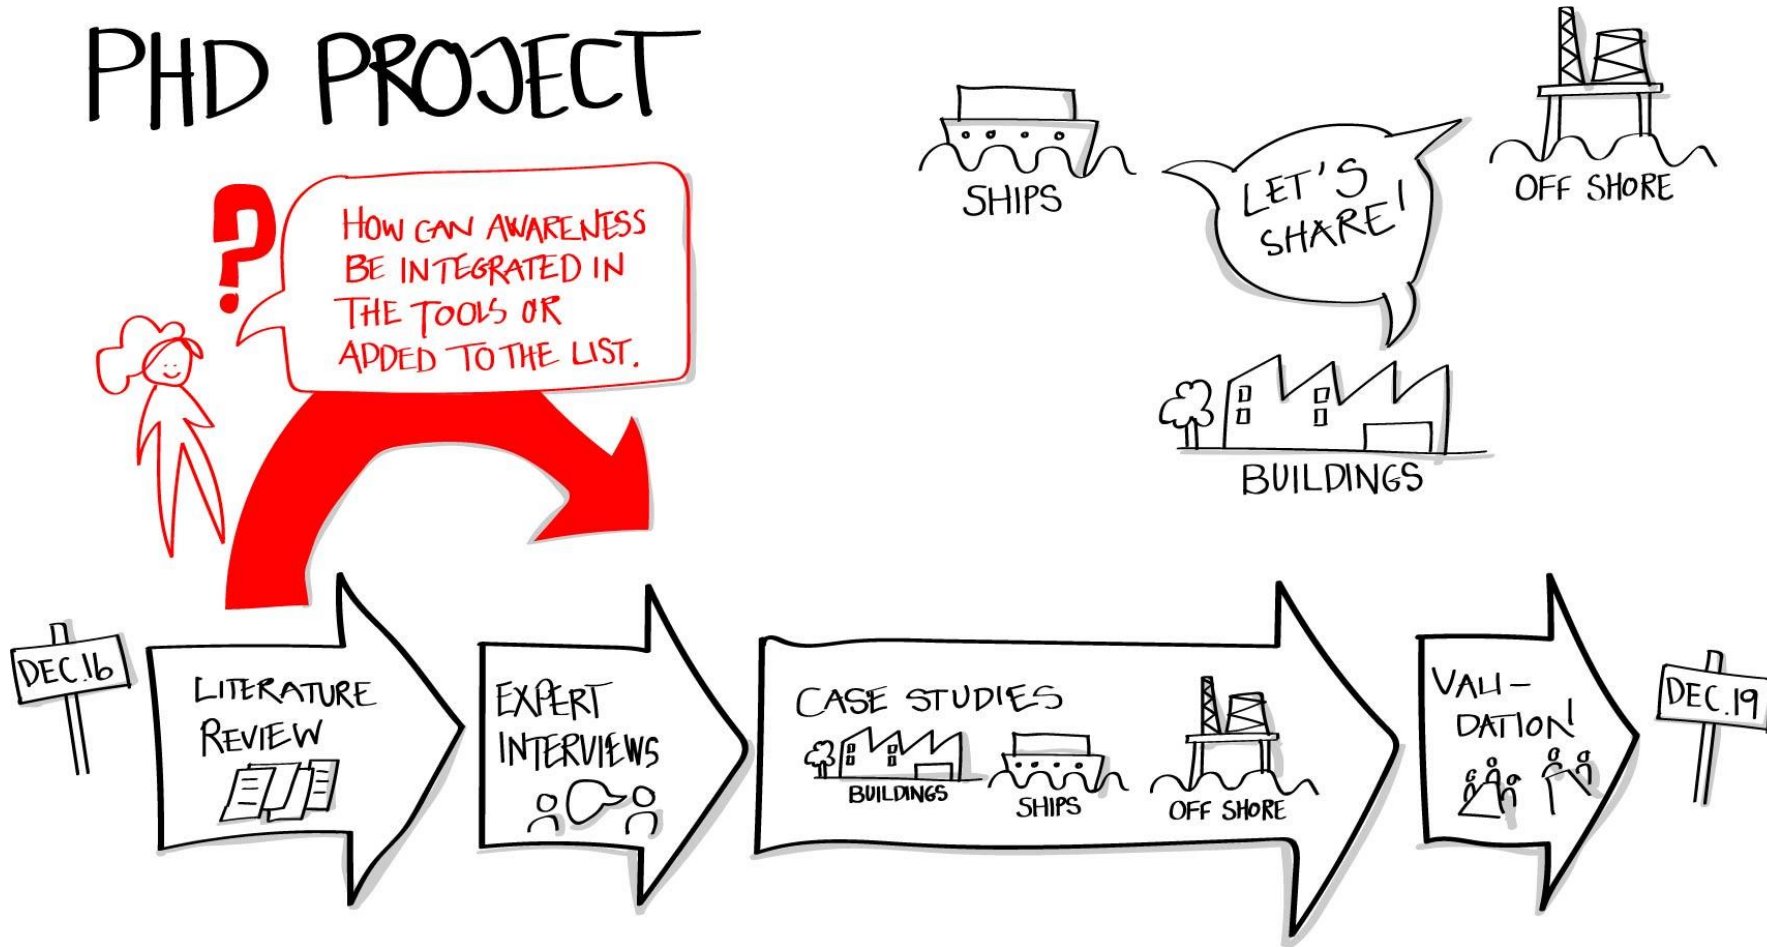 PHD PROJECT
?
HOW CAN AWARENESS
BE INTEGRATED IN
THE TOOLS OR
ADDED TO THE LIST.
SHIPS
LET'S
SHARE!
OFF SHORE
BUILDINGS
DEC.16
LITERATURE
REVIEW
EXPERT
INTERVIEWS
CASE STUDIES
BUILDINGS
SHIPS
OFF SHORE
VALI-
DATION
DEC.19